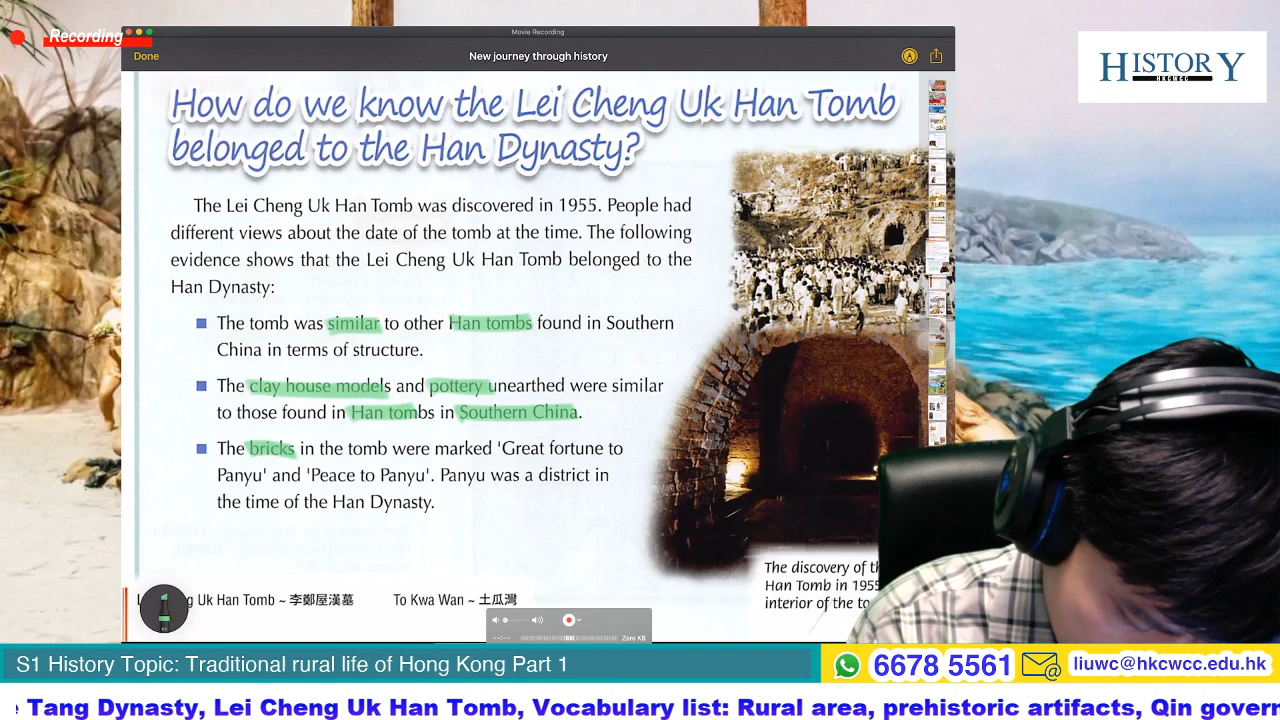 Recording
Movie Recording
Done
New journey through history
HISTORY
HKCWCC
How do we know the Lei Cheng Uk Han Tomb
belonged to the Han Dynasty?
The Lei Cheng Uk Han Tomb was discovered in 1955. People had
different views about the date of the tomb at the time. The following
evidence shows that the Lei Cheng Uk Han Tomb belonged to the
Han Dynasty:
The tomb was similar to other Han tombs found in Southern
China in terms of structure.
The clay house models and pottery unearthed were similar
to those found in Han tombs in Southern China.
The bricks in the tomb were marked 'Great fortune to
Panyu' and 'Peace to Panyu'. Panyu was a district in
the time of the Han Dynasty.
The discovery of
Han Tomb in 1955
interior of the
Uk Han Tomb ~ 李鄭屋漢墓
To Kwa Wan ~ 土瓜灣
--:--
Zero KB
S1 History Topic: Traditional rural life of Hong Kong Part 1
6678 5561
liuwc@hkcwcc.edu.hk
Tang Dynasty, Lei Cheng Uk Han Tomb, Vocabulary list: Rural area, prehistoric artifacts, Qin